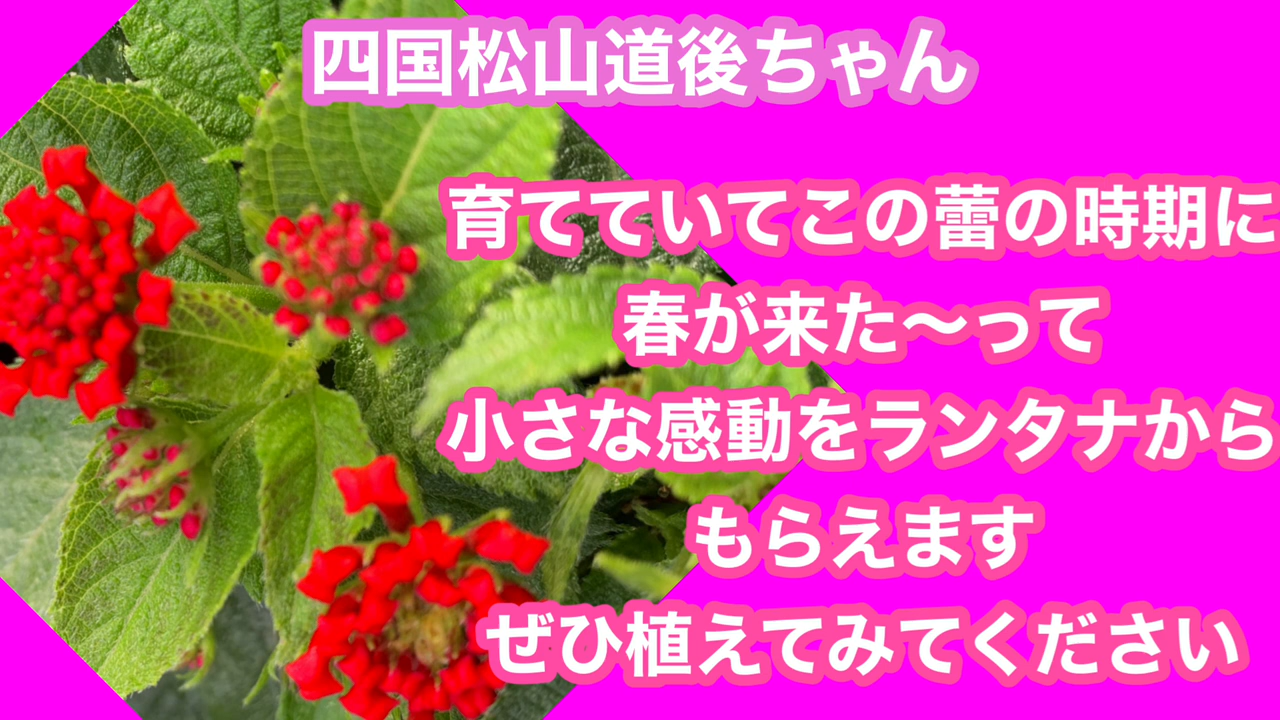 四国松山道後ちゃん
育てていてこの蕾の時期に
春が来た〜って
小さな感動をランタナから
もらえます
ぜひ植えてみてください